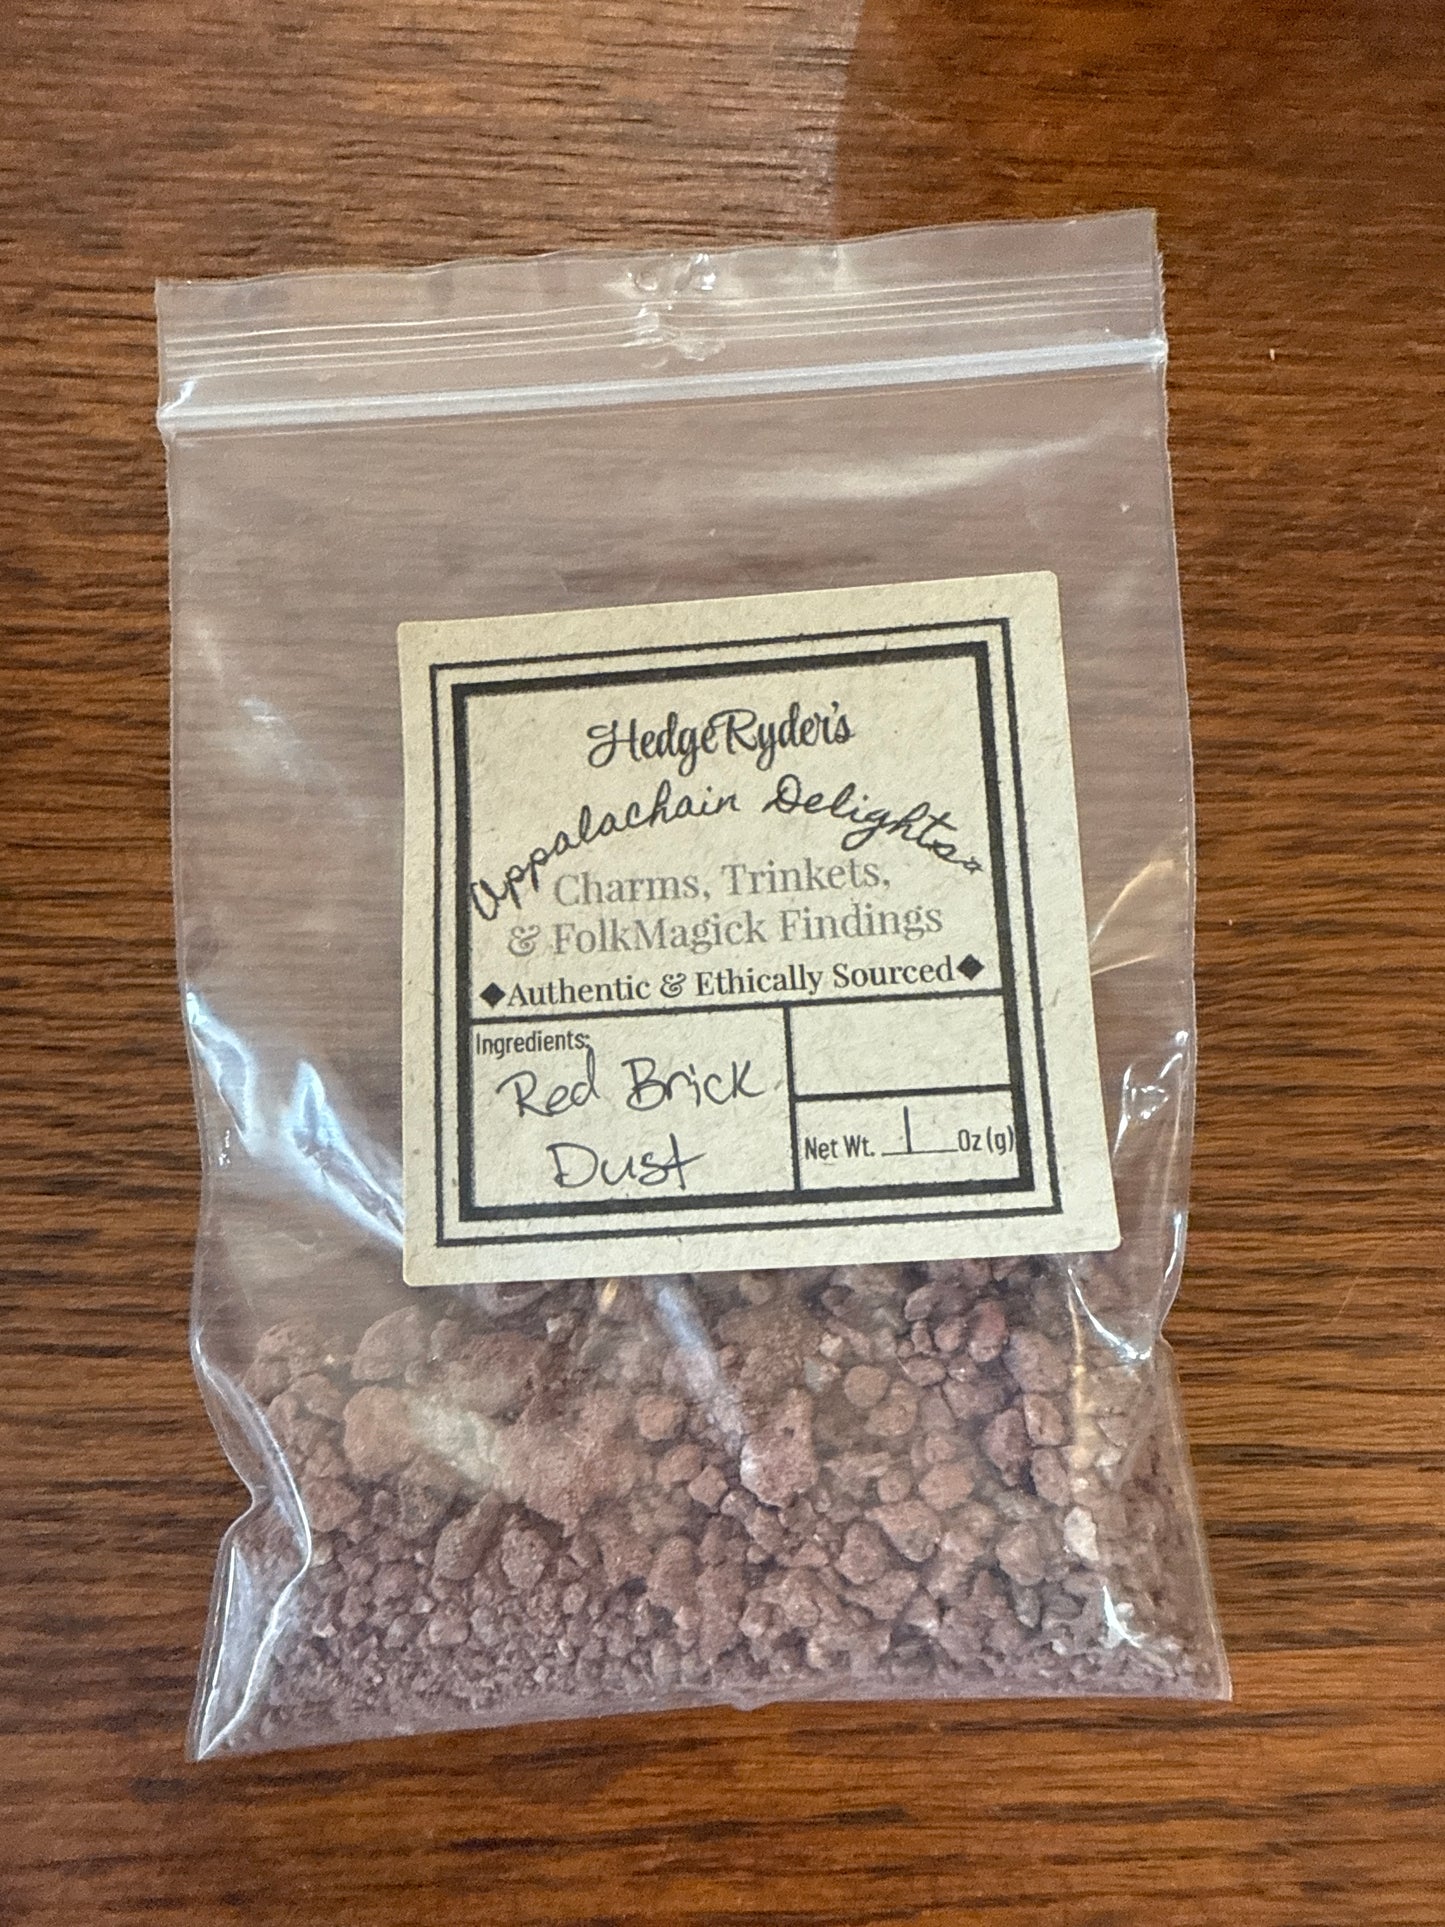 HedgeRyder's
Appalachain Delights
Charms, Trinkets,
& FolkMagick Findings
◆Authentic & Ethically Sourced◆
Ingredients:
Red Brick
Dust
Net Wt. 1 Oz (g)